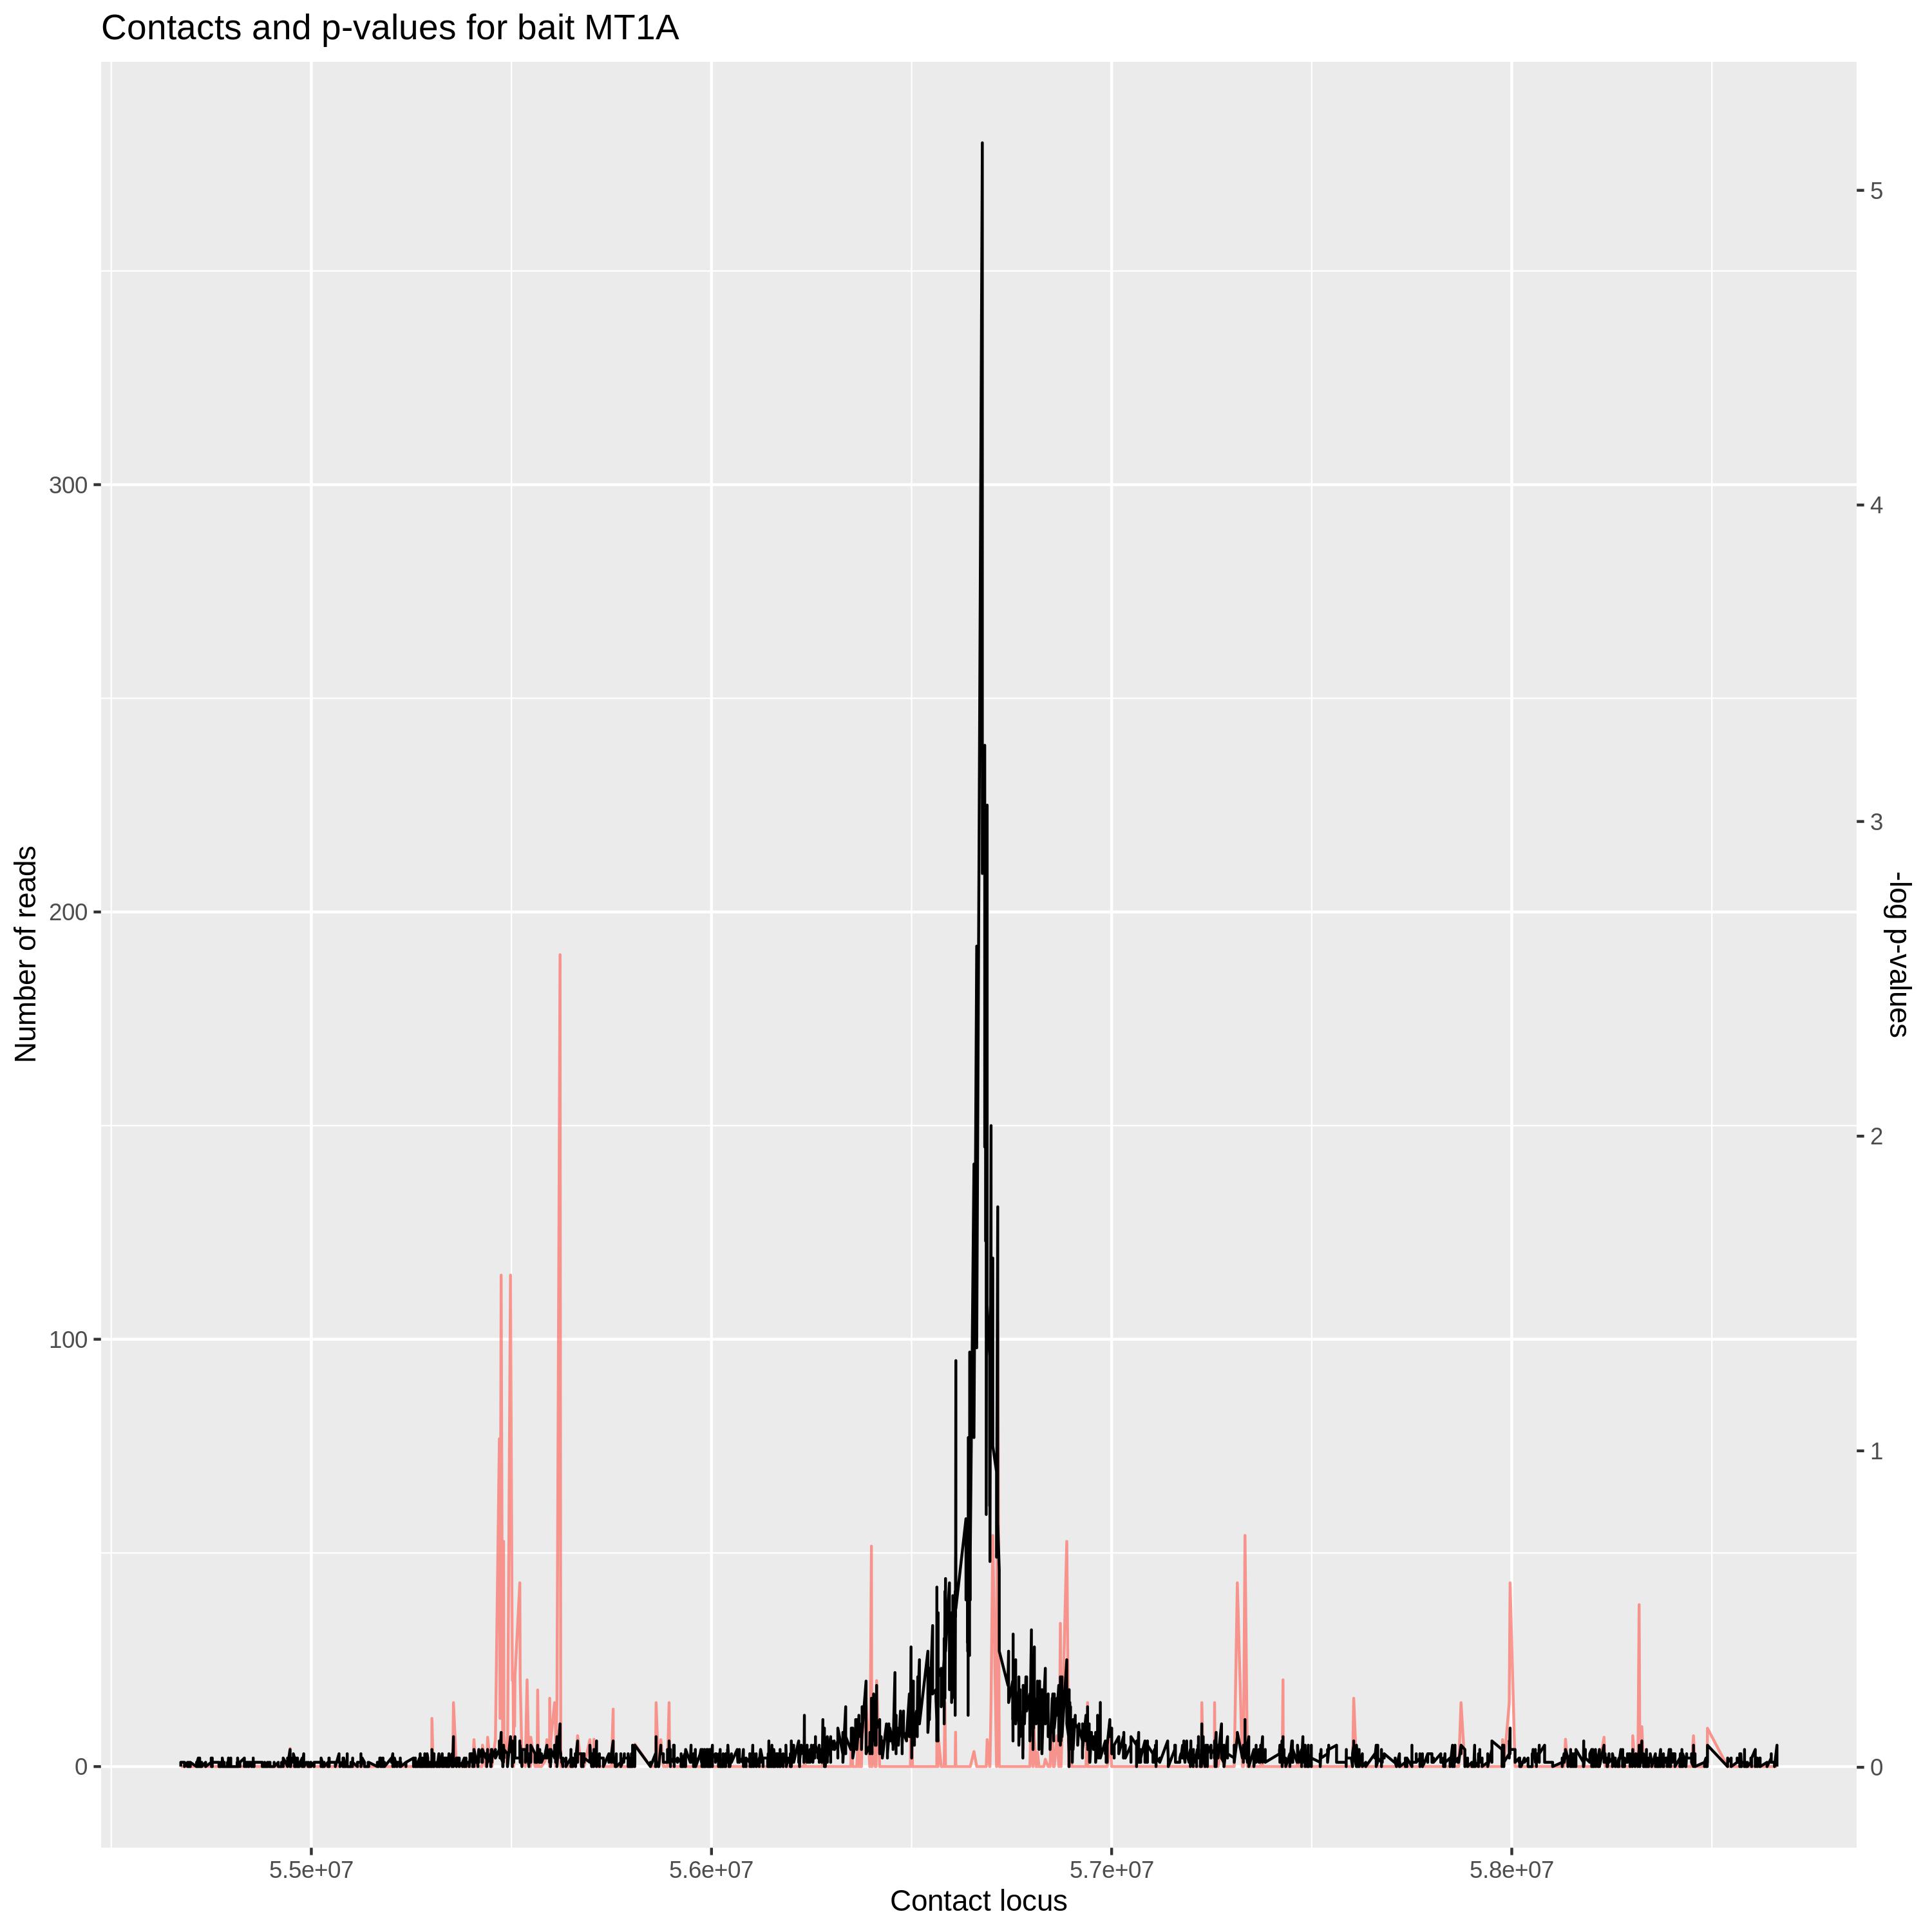 Contacts and p-values for bait MT1A
Number of reads
300
200
100
0
5
4
3
2
1
0
-log p-values
5.5e+07
5.6e+07
5.7e+07
5.8e+07
Contact locus